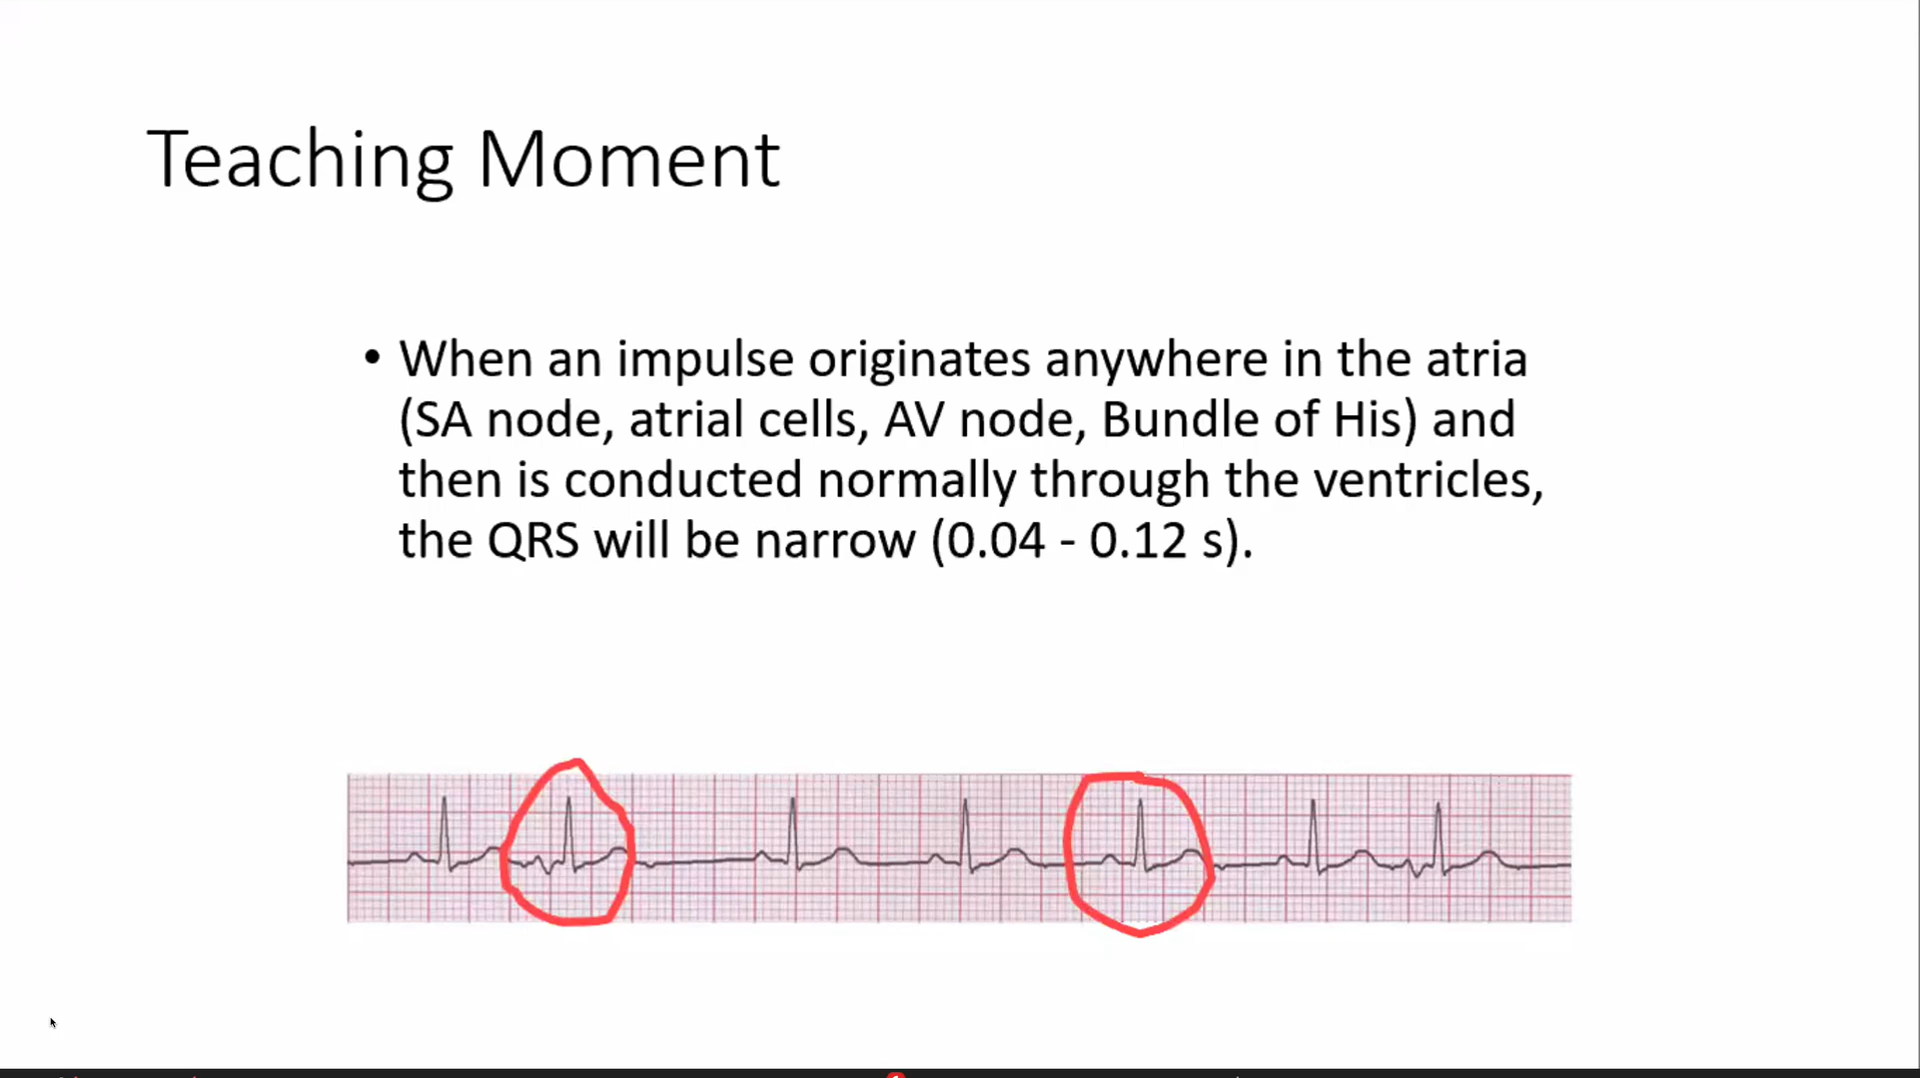 Teaching Moment
• When an impulse originates anywhere in the atria
(SA node, atrial cells, AV node, Bundle of His) and
then is conducted normally through the ventricles,
the QRS will be narrow (0.04 - 0.12 s).